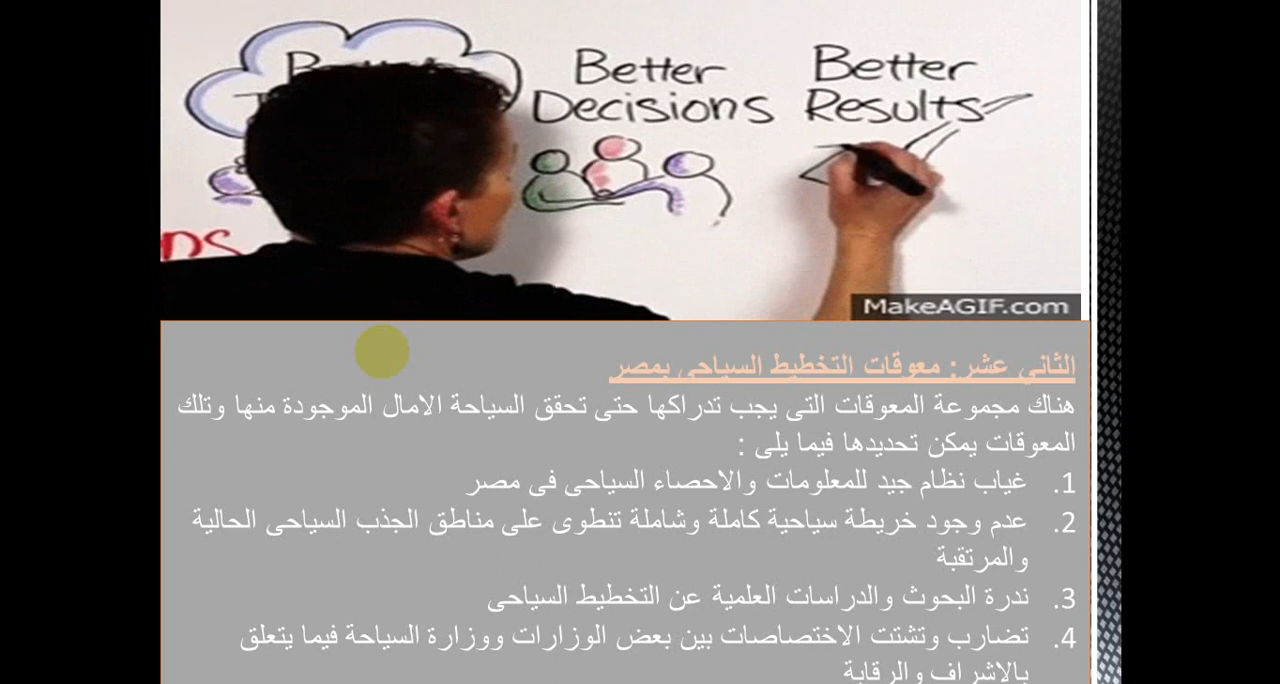 Better
Decisions
Better
Results
MakeAGIF.com
الثانى عشر: معوقات التخطيط السياحى بمصر
هناك مجموعة المعوقات التى يجب تدراكها حتى تحقق السياحة الامال الموجودة منها وتلك
المعوقات يمكن تحديدها فيما يلى :
1. غياب نظام جيد للمعلومات والاحصاء السياحى فى مصر
2. عدم وجود خريطة سياحية كاملة وشاملة تنطوى على مناطق الجذب السياحى الحالية
والمرتقبة
3. ندرة البحوث والدراسات العلمية عن التخطيط السياحى
4. تضارب وتشتت الاختصاصات بين بعض الوزارات ووزارة السياحة فيما يتعلق
بالاشراف والرقابة